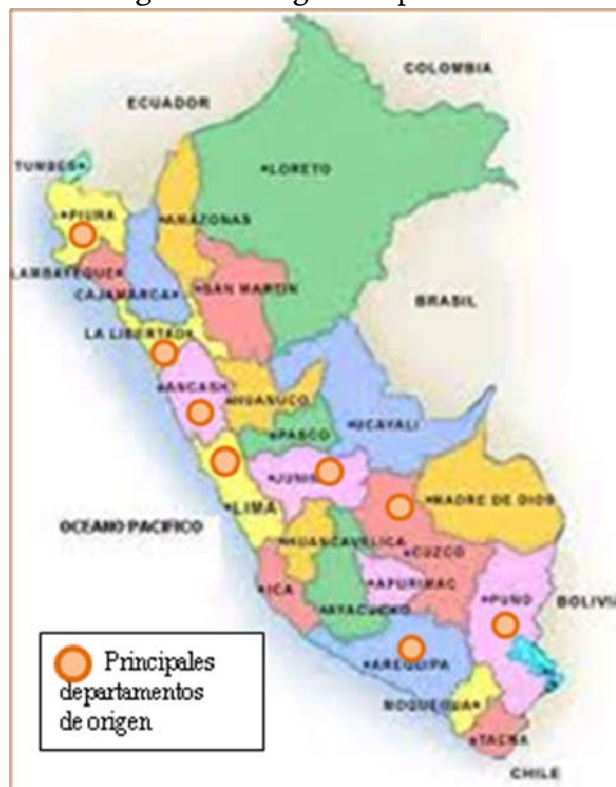 COLOMBIA
ECUADOR
TUMBES
LORETO
PIURA
AMAZONAS
LAMBAYEQUE
CAJAMARCA
SAN MARTIN
BRASIL
LA LIBERTAD
ANCASH
HUANUCO
UCAYALI
PASCO
JUNIN
MADRE DE DIOS
LIMA
OCEANO PACIFICO
HUANCAVELICA
CUZCO
ICA
APURIMAC
PUNO
BOLIVI
AYACUCHO
AREQUIPA
MOQUEGUA
TACNA
CHILE
Principales
departamentos
de origen